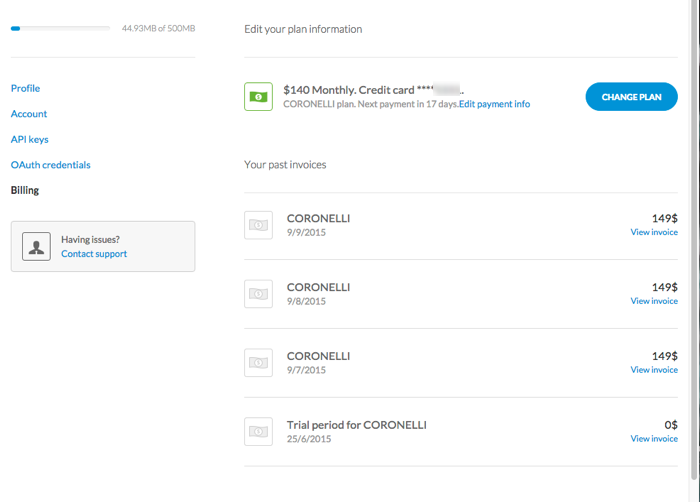 44.93MB of 500MB
Edit your plan information
Profile
Account
API keys
OAuth credentials
Billing
Having issues?
Contact support
$140 Monthly. Credit card ****
CORONELLI plan. Next payment in 17 days.Edit payment info
CHANGE PLAN
Your past invoices
CORONELLI
149$
9/9/2015
View invoice
CORONELLI
149$
9/8/2015
View invoice
CORONELLI
149$
9/7/2015
View invoice
Trial period for CORONELLI
0$
25/6/2015
View invoice